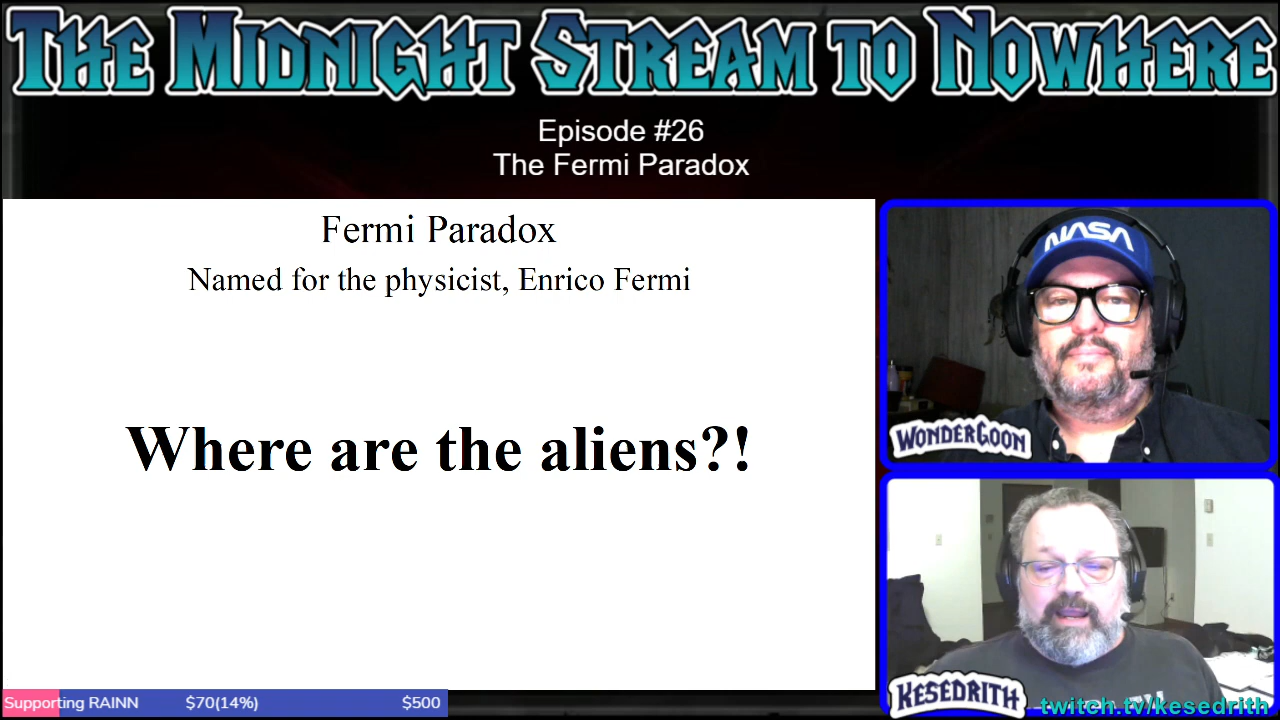 THE MIDNIGHT STREAM TO NOWHERE
Episode #26
The Fermi Paradox
Fermi Paradox
Named for the physicist, Enrico Fermi
Where are the aliens?!
NASA
WONDERGOON
KESEDRITH
twitch.tv/kesedrith
Supporting RAINN $70(14%) $500